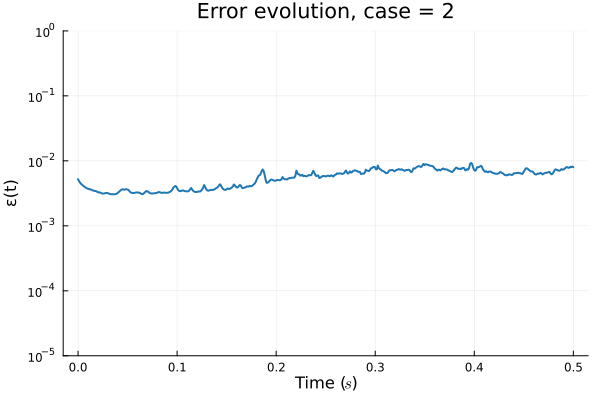 Error evolution, case = 2
10⁰
10⁻¹
10⁻²
10⁻³
10⁻⁴
10⁻⁵
ε(t)
0.0 0.1 0.2 0.3 0.4 0.5
Time (s)